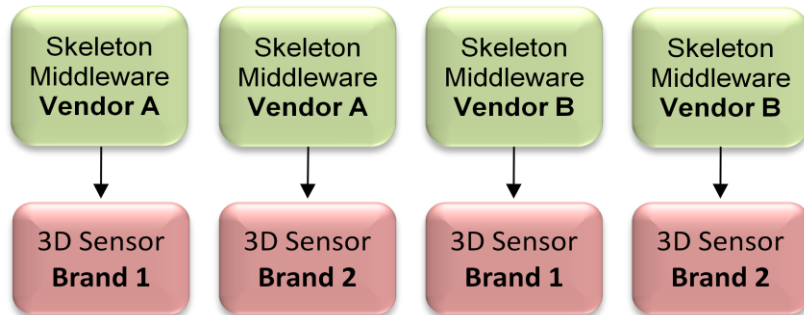 Skeleton
Middleware
Vendor A
Skeleton
Middleware
Vendor A
Skeleton
Middleware
Vendor B
Skeleton
Middleware
Vendor B
3D Sensor
Brand 1
3D Sensor
Brand 2
3D Sensor
Brand 1
3D Sensor
Brand 2